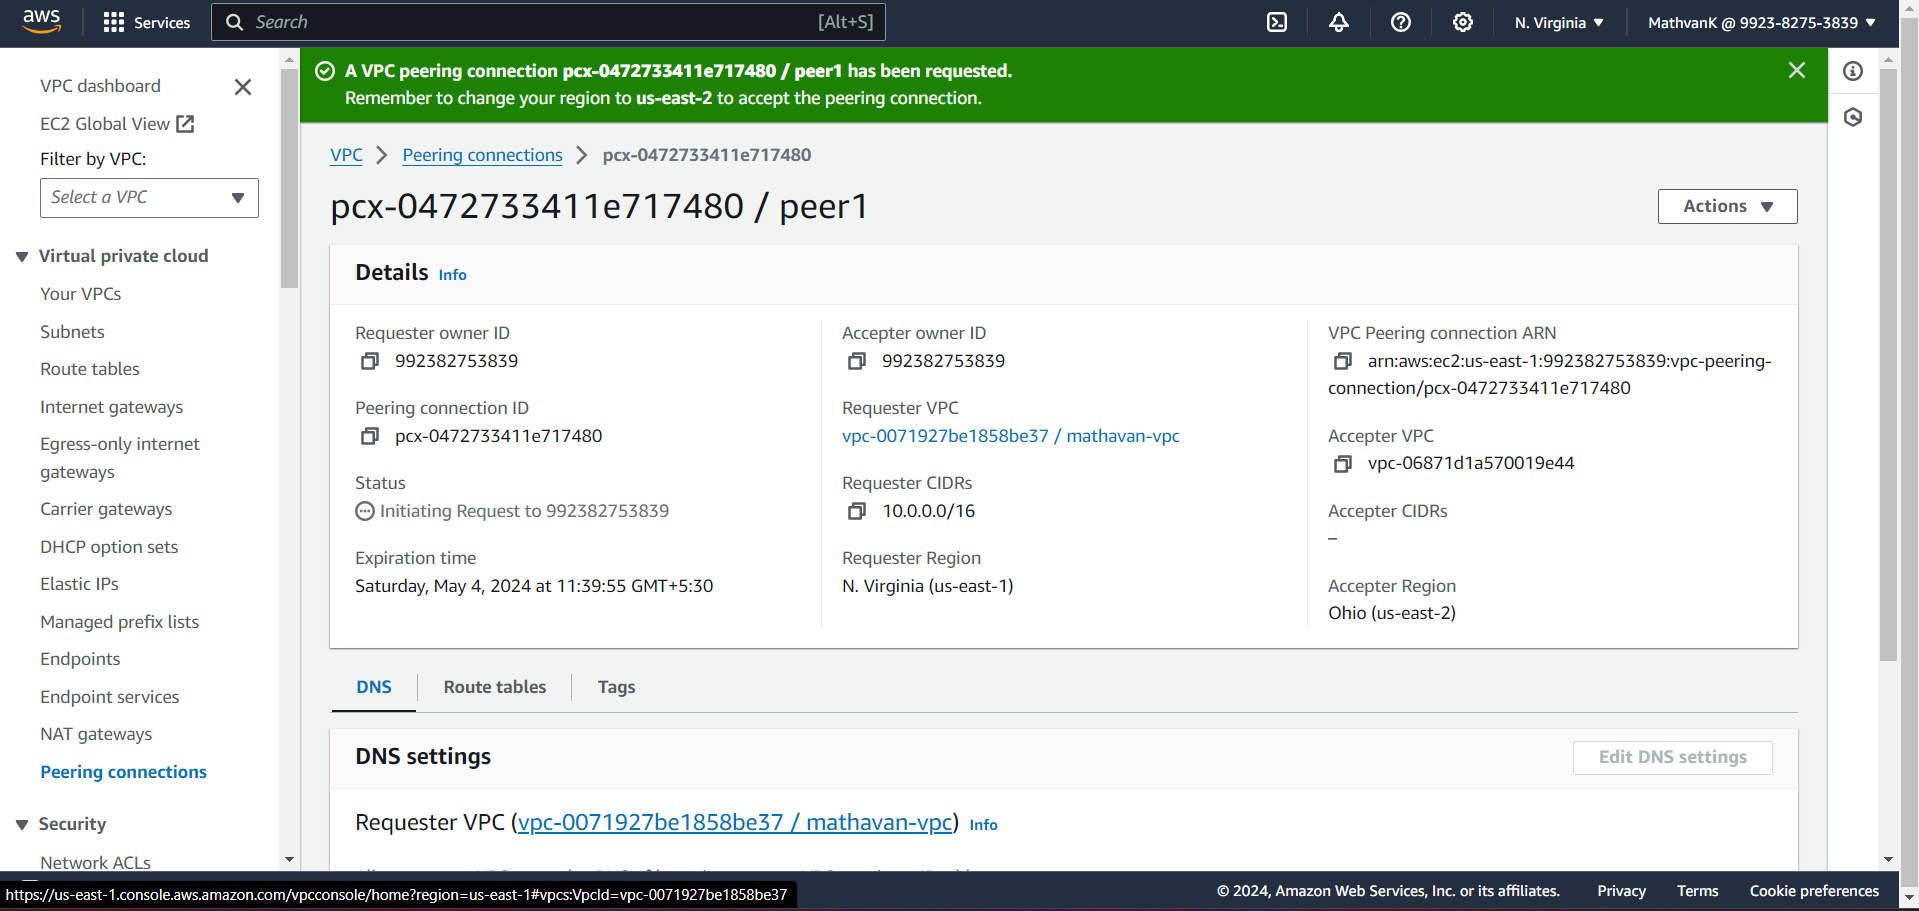 aws
Services
Search
[Alt+S]
N. Virginia
MathvanK @ 9923-8275-3839
VPC dashboard
EC2 Global View
Filter by VPC:
Select a VPC
Virtual private cloud
Your VPCs
Subnets
Route tables
Internet gateways
Egress-only internet
gateways
Carrier gateways
DHCP option sets
Elastic IPs
Managed prefix lists
Endpoints
Endpoint services
NAT gateways
Peering connections
Security
Network ACLs
A VPC peering connection pcx-0472733411e717480 / peer1 has been requested.
Remember to change your region to us-east-2 to accept the peering connection.
VPC
Peering connections
pcx-0472733411e717480
pcx-0472733411e717480 / peer1
Actions
Details Info
Requester owner ID
992382753839
Peering connection ID
pcx-0472733411e717480
Status
Initiating Request to 992382753839
Expiration time
Saturday, May 4, 2024 at 11:39:55 GMT+5:30
Accepter owner ID
992382753839
Requester VPC
vpc-0071927be1858be37 / mathavan-vpc
Requester CIDRs
10.0.0.0/16
Requester Region
N. Virginia (us-east-1)
VPC Peering connection ARN
arn:aws:ec2:us-east-1:992382753839:vpc-peering-
connection/pcx-0472733411e717480
Accepter VPC
vpc-06871d1a570019e44
Accepter CIDRs
–
Accepter Region
Ohio (us-east-2)
DNS
Route tables
Tags
DNS settings
Edit DNS settings
Requester VPC (vpc-0071927be1858be37 / mathavan-vpc) Info
https://us-east-1.console.aws.amazon.com/vpcconsole/home?region=us-east-1#vpcs:VpcId=vpc-0071927be1858be37
© 2024, Amazon Web Services, Inc. or its affiliates.
Privacy
Terms
Cookie preferences